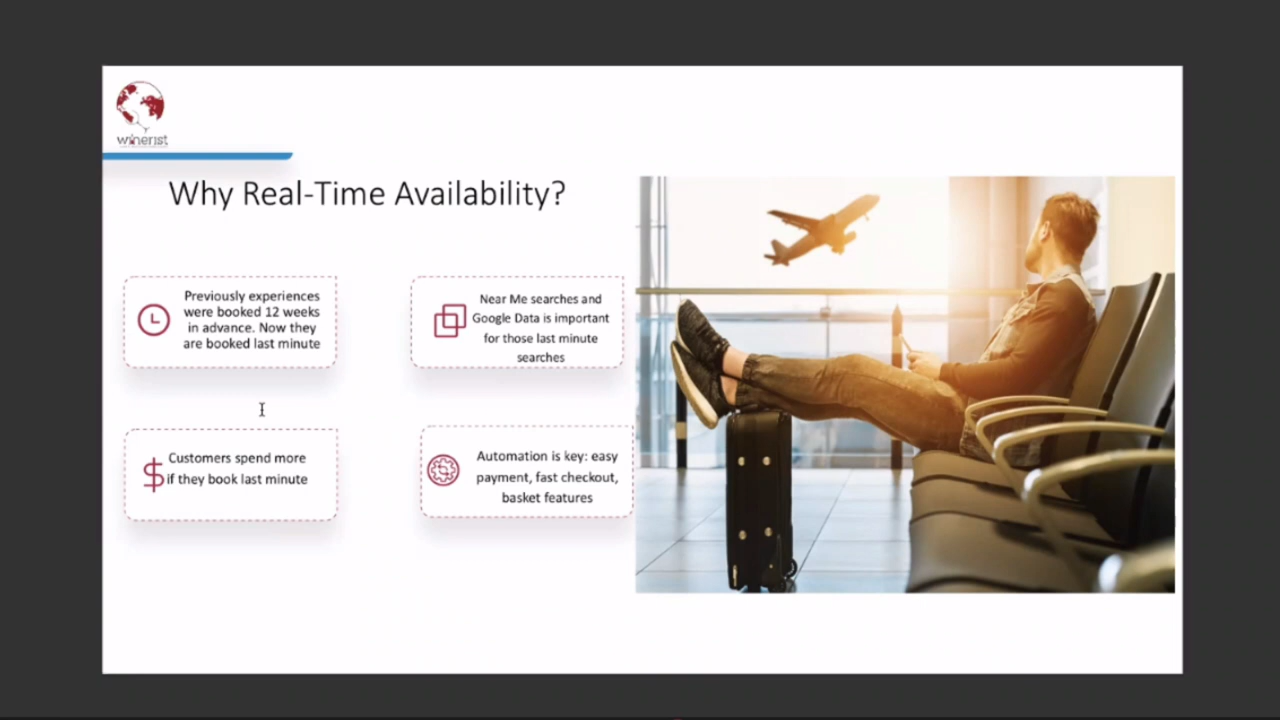 winerist
Why Real-Time Availability?
Previously experiences
were booked 12 weeks
in advance. Now they
are booked last minute
Near Me searches and
Google Data is important
for those last minute
searches
Customers spend more
if they book last minute
Automation is key: easy
payment, fast checkout,
basket features